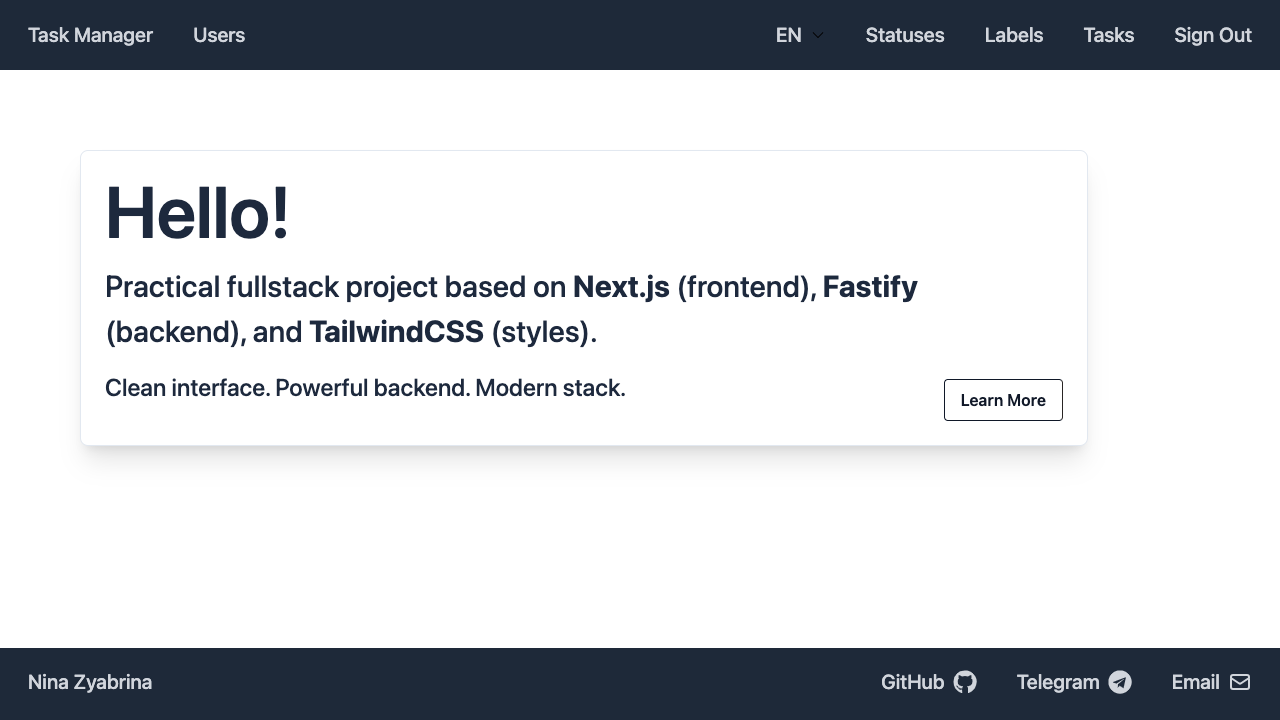 Task Manager Users EN Statuses Labels Tasks Sign Out
Hello!
Practical fullstack project based on Next.js (frontend), Fastify
(backend), and TailwindCSS (styles).
Clean interface. Powerful backend. Modern stack.
Learn More
Nina Zyabrina GitHub Telegram Email